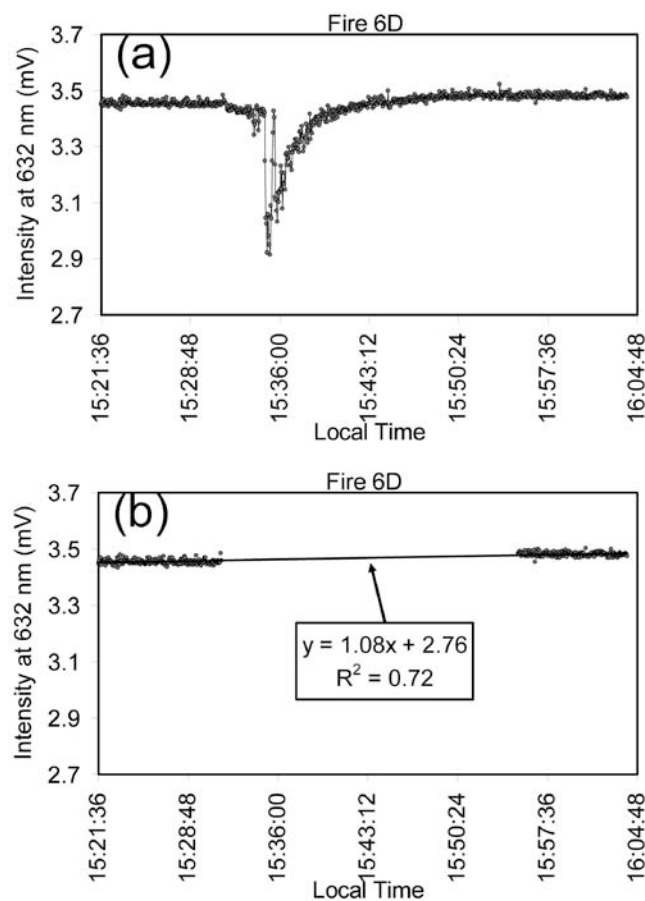 Fire 6D
(a)
Intensity at 632 nm (mV)
3.7
3.5
3.3
3.1
2.9
2.7
15:21:36
15:28:48
15:36:00
15:43:12
15:50:24
15:57:36
16:04:48
Local Time
Fire 6D
(b)
Intensity at 632 nm (mV)
3.7
3.5
3.3
3.1
2.9
2.7
y = 1.08x + 2.76
R² = 0.72
15:21:36
15:28:48
15:36:00
15:43:12
15:50:24
15:57:36
16:04:48
Local Time